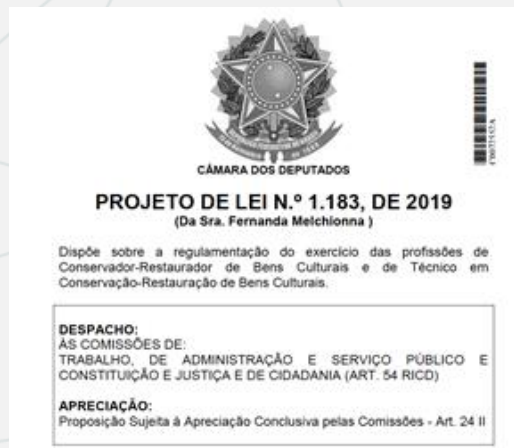 CÂMARA DOS DEPUTADOS
PROJETO DE LEI N.º 1.183, DE 2019
(Da Sra. Fernanda Melchionna )
Dispõe sobre a regulamentação do exercício das profissões de
Conservador-Restaurador de Bens Culturais e de Técnico em
Conservação-Restauração de Bens Culturais.
DESPACHO:
ÀS COMISSÕES DE:
TRABALHO, DE ADMINISTRAÇÃO E SERVIÇO PÚBLICO E
CONSTITUIÇÃO E JUSTIÇA E DE CIDADANIA (ART. 54 RICD)
APRECIAÇÃO:
Proposição Sujeita à Apreciação Conclusiva pelas Comissões - Art. 24 II